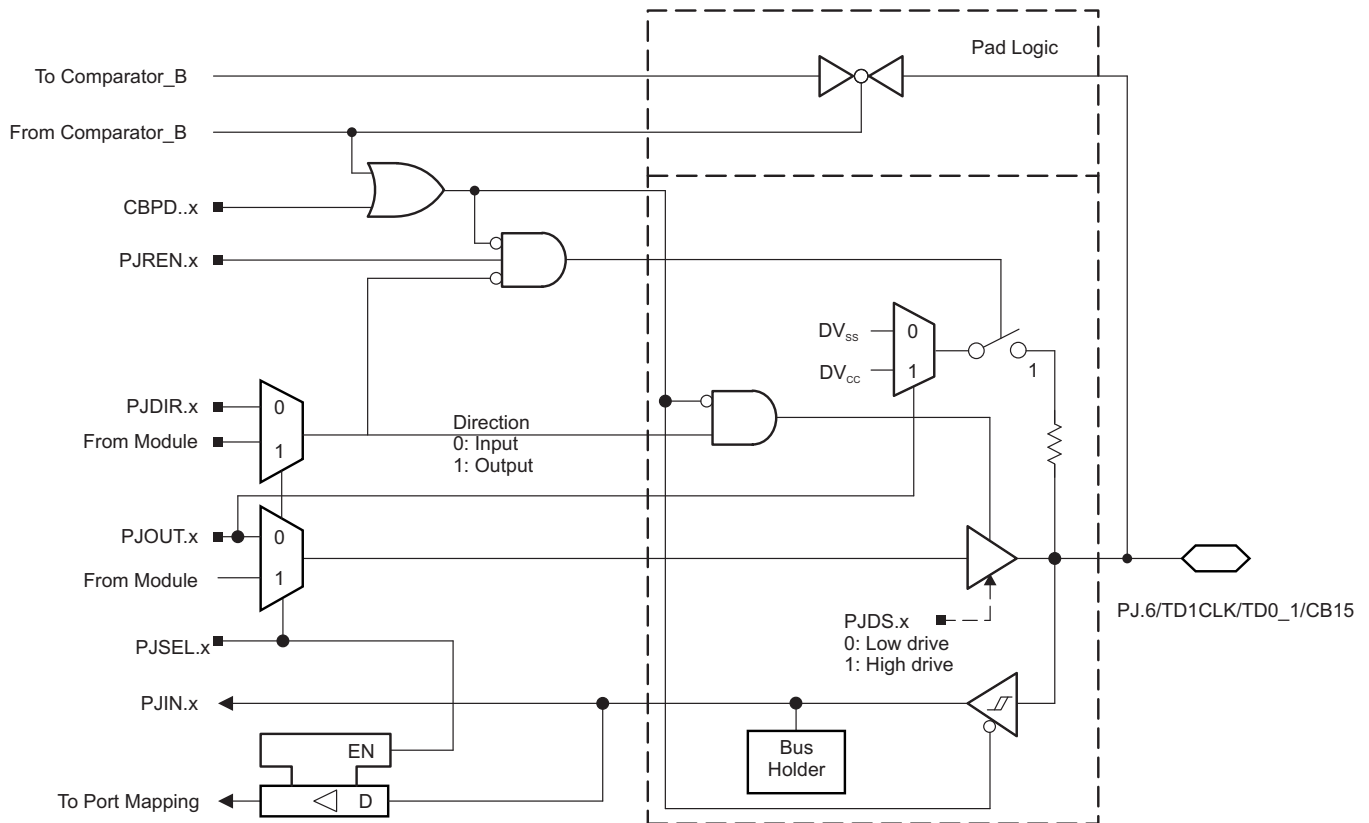 Pad Logic
To Comparator_B
From Comparator_B
CBPD..x
PJREN.x
DVSS
0
DVCC
1
1
PJDIR.x
0
From Module
1
Direction
0: Input
1: Output
PJOUT.x
0
From Module
1
PJSEL.x
PJDS.x
0: Low drive
1: High drive
PJ.6/TD1CLK/TD0_1/CB15
PJIN.x
EN
Bus
Holder
To Port Mapping
D